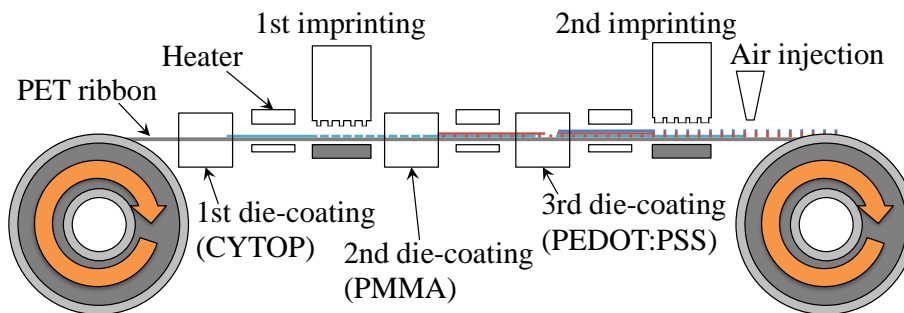 1st imprinting
2nd imprinting
Heater
Air injection
PET ribbon
1st die-coating
(CYTOP)
2nd die-coating
(PMMA)
3rd die-coating
(PEDOT:PSS)